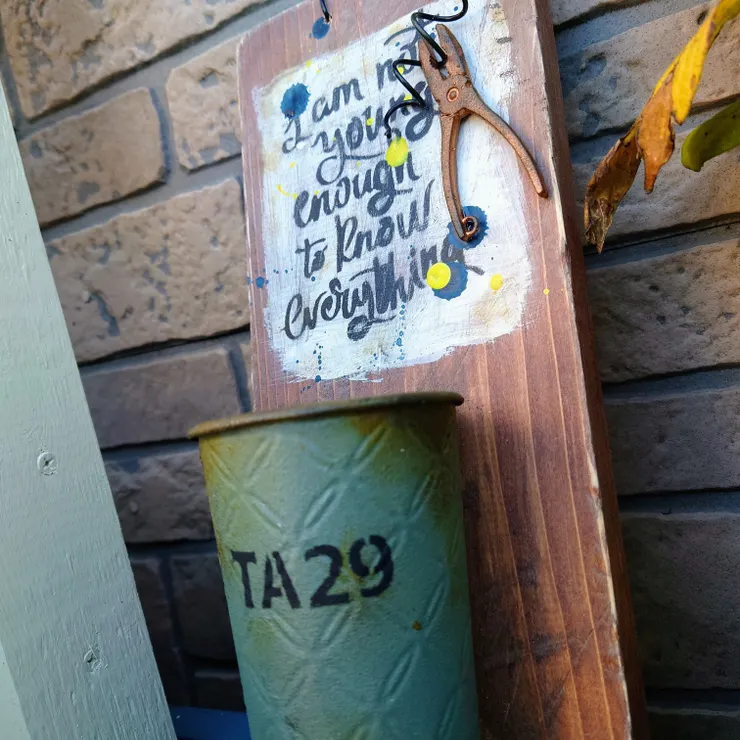 I am not
young
enough
to know
everything
TA29